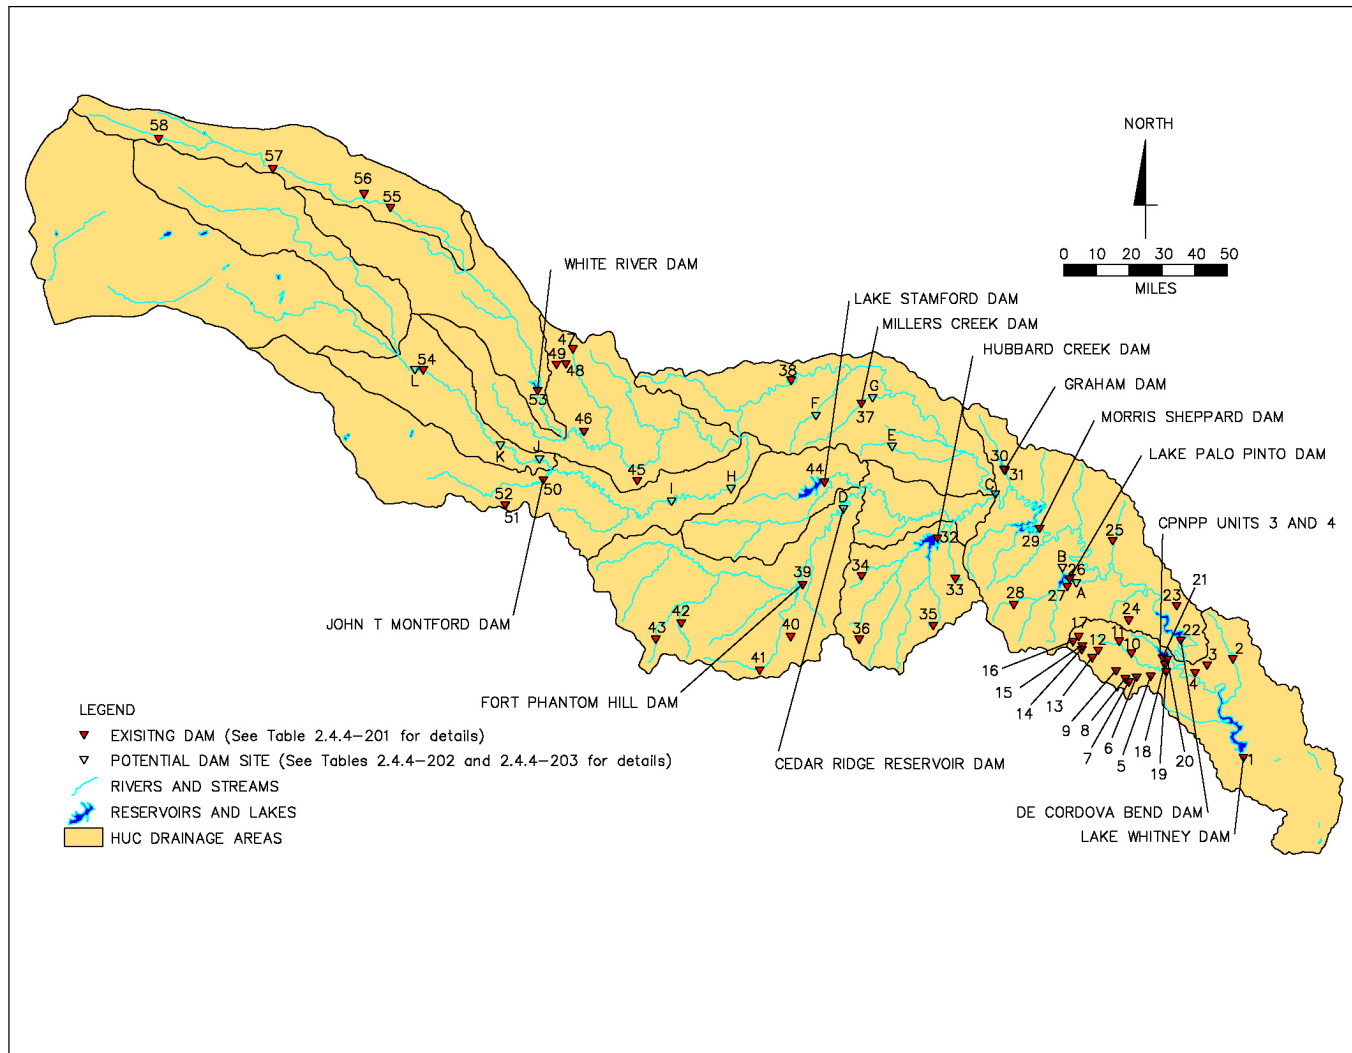 58
57
56
55
NORTH
0 10 20 30 40 50
MILES
WHITE RIVER DAM
LAKE STAMFORD DAM
MILLERS CREEK DAM
HUBBARD CREEK DAM
GRAHAM DAM
MORRIS SHEPPARD DAM
LAKE PALO PINTO DAM
CPNPP UNITS 3 AND 4
47
49
48
54
L
53
38
G
37
F
46
E
K
J
45
44
H
I
D
30
31
C
50
52
51
32
29
25
21
B
26
27
A
34
33
39
28
23
24
22
42
43
40
35
36
41
17
16
11
12
10
15
14
13
9
8
7
6
5
18
19
20
3
2
4
1
JOHN T MONTFORD DAM
FORT PHANTOM HILL DAM
CEDAR RIDGE RESERVOIR DAM
DE CORDOVA BEND DAM
LAKE WHITNEY DAM
LEGEND
EXISITNG DAM (See Table 2.4.4-201 for details)
POTENTIAL DAM SITE (See Tables 2.4.4-202 and 2.4.4-203 for details)
RIVERS AND STREAMS
RESERVOIRS AND LAKES
HUC DRAINAGE AREAS